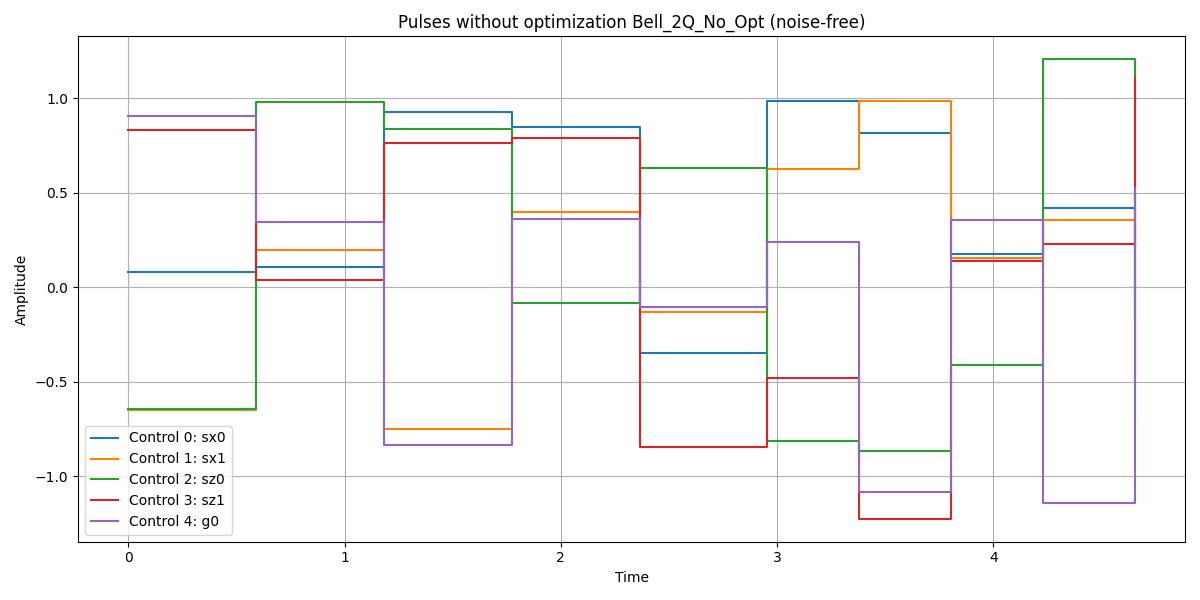 Pulses without optimization Bell_2Q_No_Opt (noise-free)
1.0
0.5
0.0
−0.5
−1.0
Amplitude
Control 0: sx0
Control 1: sx1
Control 2: sz0
Control 3: sz1
Control 4: g0
0 1 2 3 4
Time